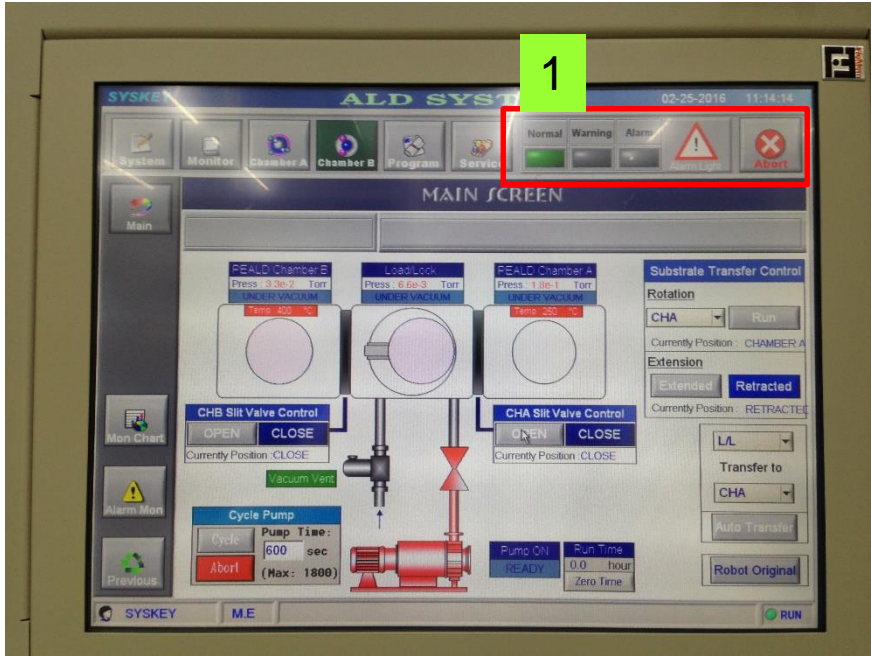 1
SYSKEY
02-25-2016 11:14:14
System
Monitor
Chamber A
Chamber B
Program
Service
Normal Warning Alarm
Alarm Light
Abort
MAIN SCREEN
Main
PEALD Chamber B
Press : 3.3e-2 Torr
UNDER VACUUM
Temp :400 °C
Load/Lock
Press : 6.6e-3 Torr
UNDER VACUUM
PEALD Chamber A
Press : 1.8e-1 Torr
UNDER VACUUM
Temp :250 °C
Substrate Transfer Control
Rotation
CHA
Run
Currently Position : CHAMBER A
Extension
Extended
Retracted
Currently Position : RETRACTED
CHB Slit Valve Control
OPEN CLOSE
Currently Position :CLOSE
CHA Slit Valve Control
OPEN CLOSE
Currently Position :CLOSE
Mon Chart
Vacuum Vent
L/L
Transfer to
CHA
Auto Transfer
Alarm Mon
Cycle Pump
Cycle
Pump Time:
600 sec
Abort
(Max: 1800)
Pump ON
READY
Run Time
0.0 hour
Zero Time
Robot Original
Previous
SYSKEY
M.E
RUN